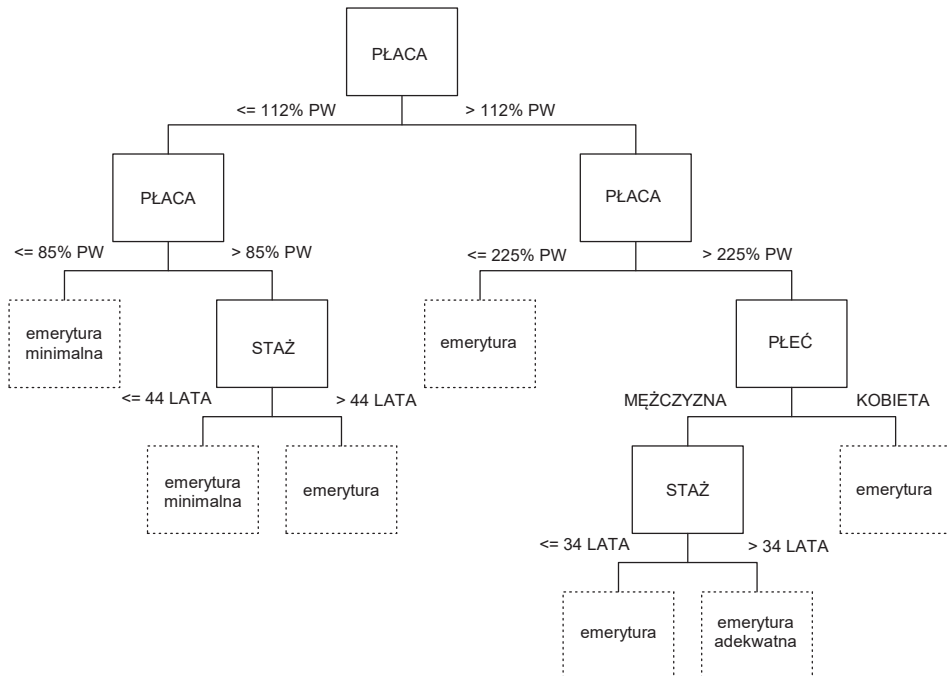 PŁACA
<= 112% PW
> 112% PW
PŁACA
PŁACA
<= 85% PW
> 85% PW
<= 225% PW
> 225% PW
emerytura
minimalna
STAŻ
emerytura
PŁEĆ
<= 44 LATA
> 44 LATA
MĘŻCZYZNA
KOBIETA
emerytura
minimalna
emerytura
STAŻ
emerytura
<= 34 LATA
> 34 LATA
emerytura
emerytura
adekwatna